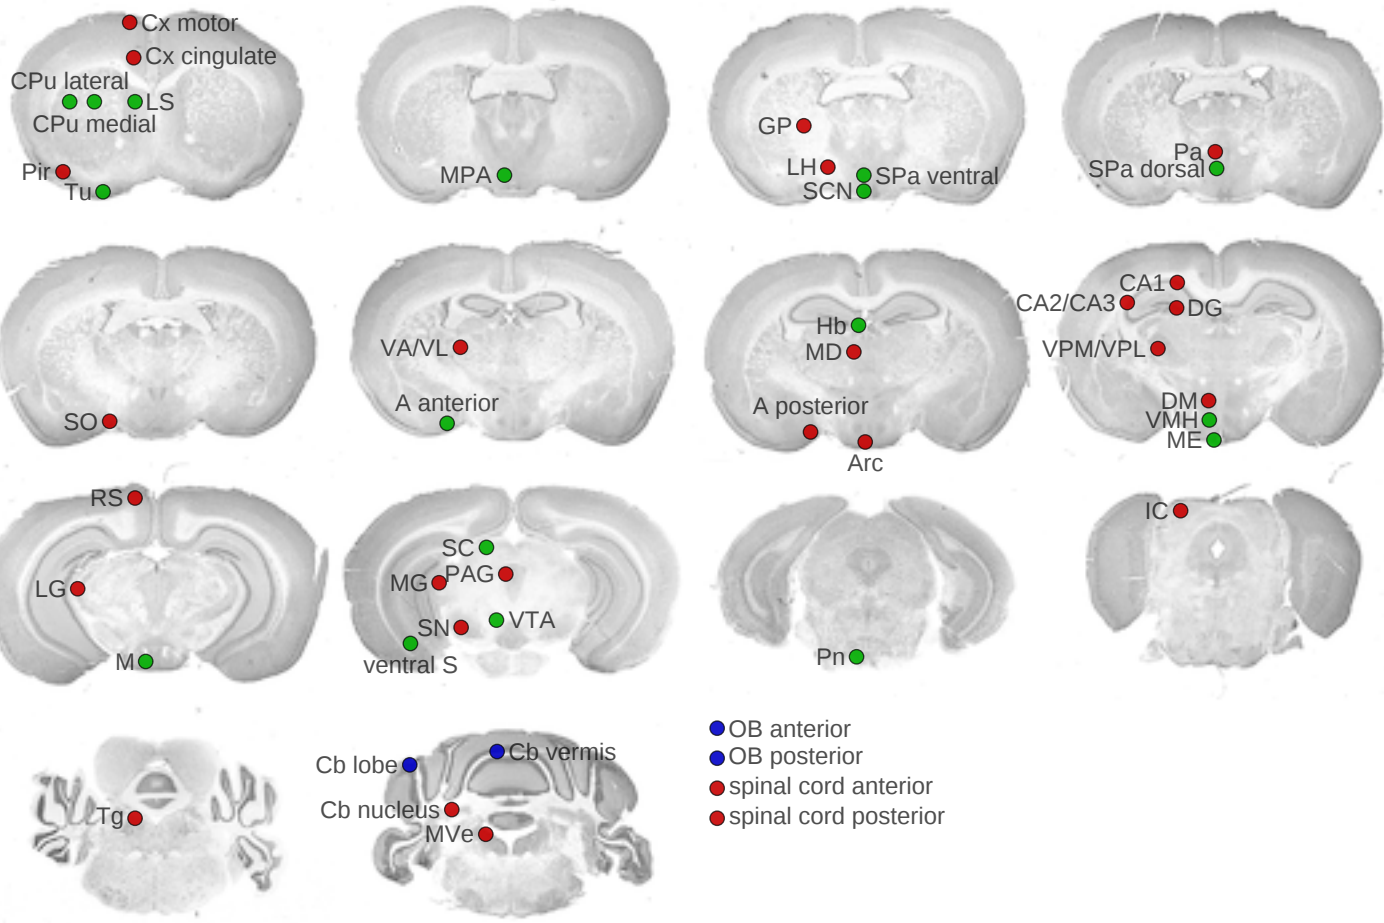 Cx motor
Cx cingulate
CPu lateral
LS
CPu medial
Pir
Tu
MPA
GP
LH
SPa ventral
SCN
Pa
SPa dorsal
SO
VA/VL
A anterior
Hb
MD
A posterior
Arc
CA1
CA2/CA3
DG
VPM/VPL
DM
VMH
ME
RS
LG
M
SC
MG
PAG
SN
VTA
ventral S
Pn
IC
Tg
Cb lobe
Cb vermis
Cb nucleus
MVe
OB anterior
OB posterior
spinal cord anterior
spinal cord posterior